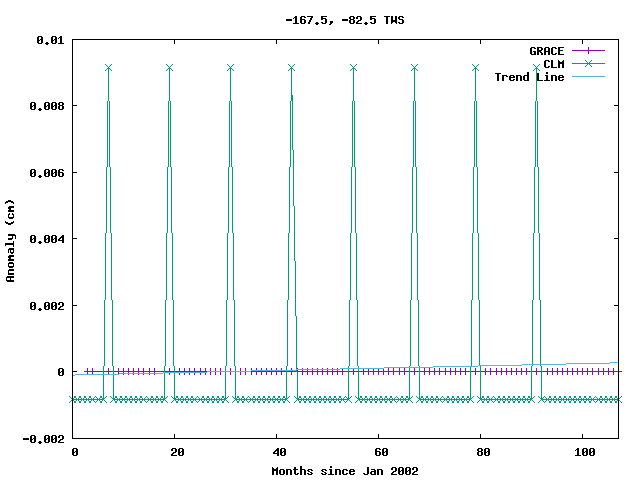 -167.5, -82.5 TWS
GRACE
CLM
Trend Line
0.01
0.008
0.006
0.004
0.002
0
-0.002
Anomaly (cm)
0 20 40 60 80 100
Months since Jan 2002